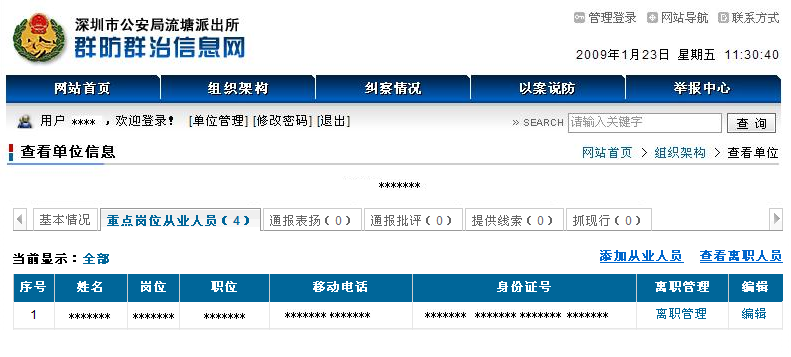 深圳市公安局流塘派出所
群防群治信息网
管理登录 网站导航 联系方式
2009年1月23日 星期五 11:30:40
网站首页 组织架构 纠察情况 以案说防 举报中心
用户 **** ，欢迎登录! [单位管理] [修改密码] [退出]
» SEARCH 请输入关键字 查 询
查看单位信息
网站首页 > 组织架构 > 查看单位
*******
基本情况 重点岗位从业人员（4） 通报表扬（0） 通报批评（0） 提供线索（0） 抓现行（0）
当前显示：全部
添加从业人员 查看离职人员
序号 姓名 岗位 职位 移动电话 身份证号 离职管理 编辑
1 ******* ******* ******* ******* ******* ******* ******* ******* ******* 离职管理 编辑